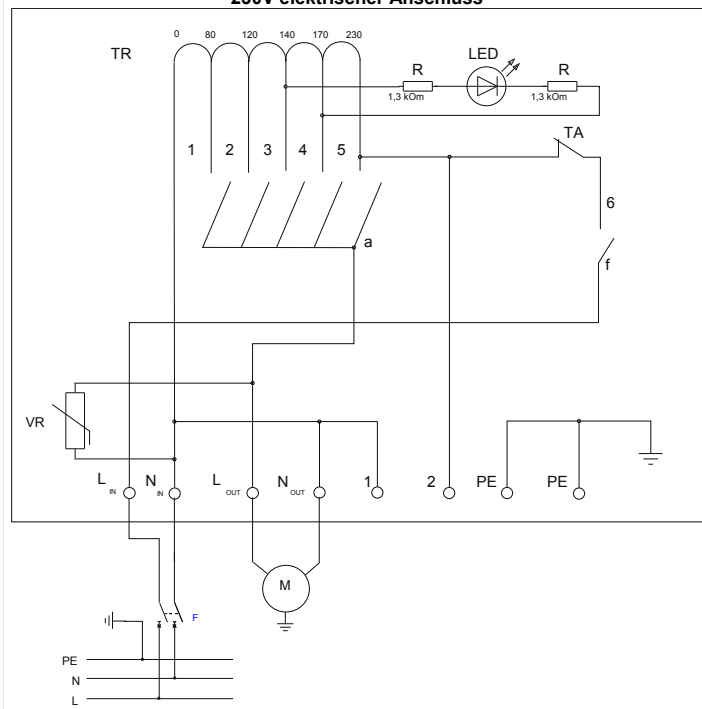 230V elektrischer Anschluss
0 80 120 140 170 230
TR
R LED R
1,3 kOm 1,3 kOm
TA
1 2 3 4 5
6
a
f
VR
L IN N IN L OUT N OUT 1 2 PE PE
M
F
PE
N
L